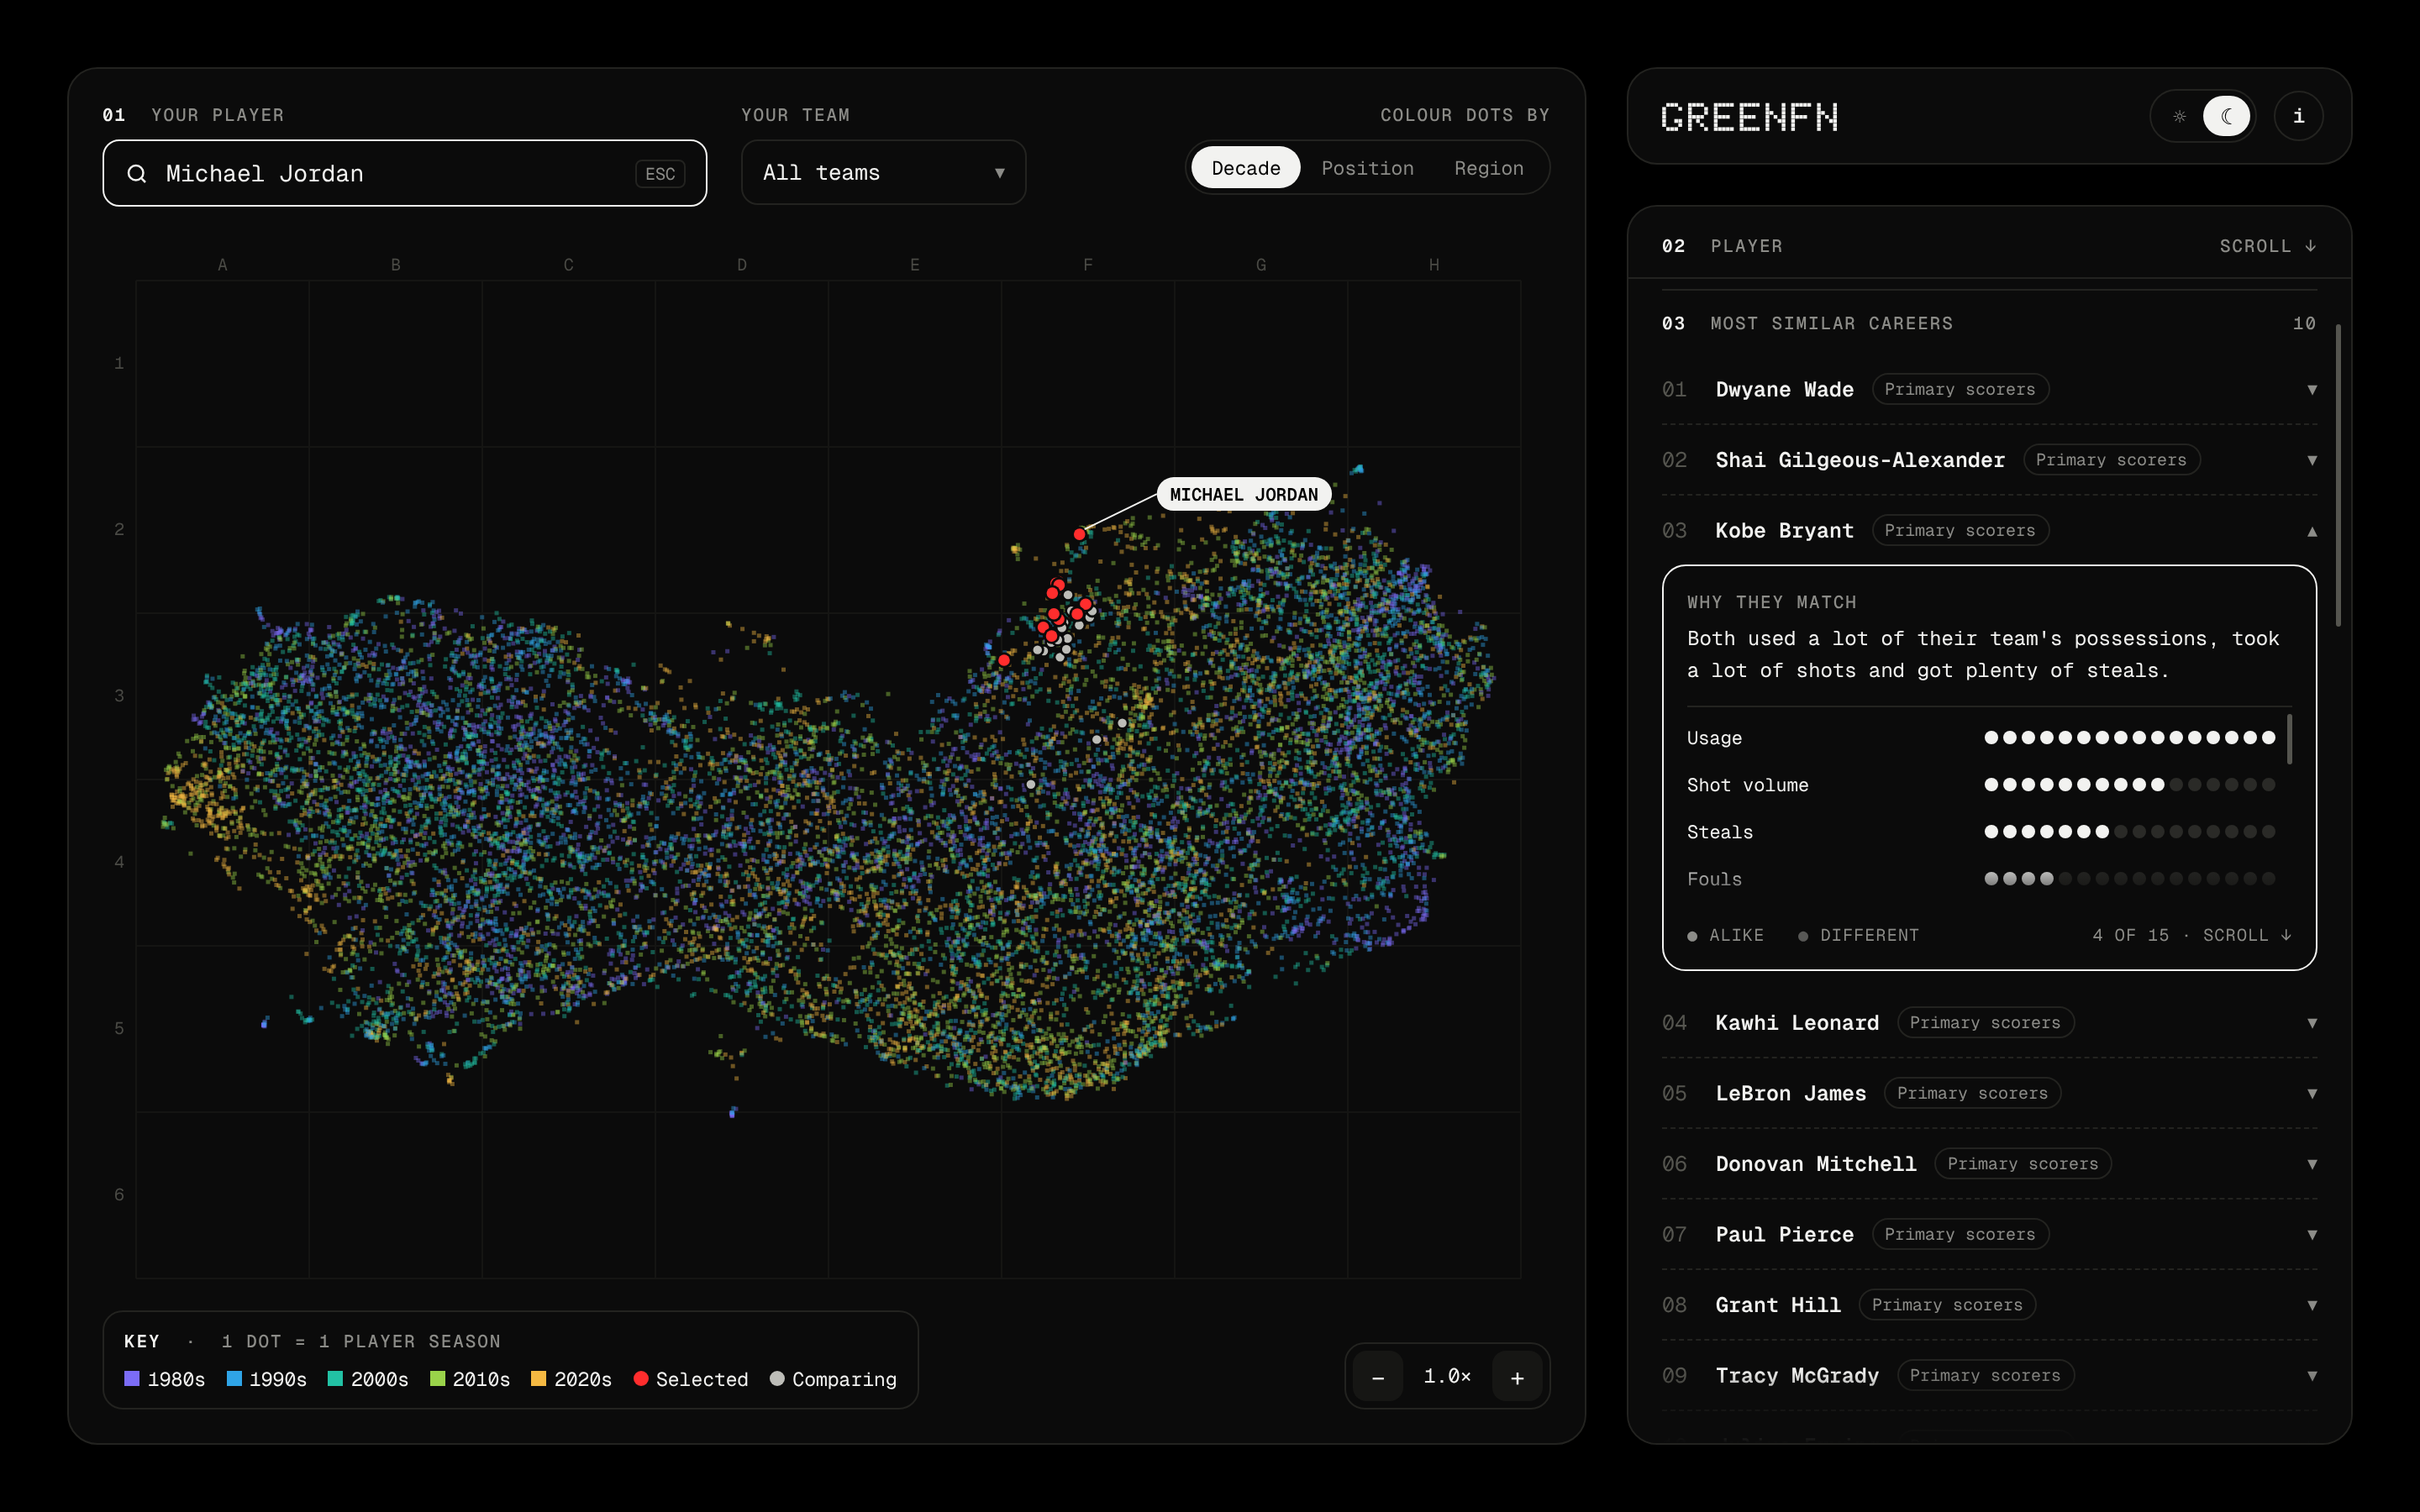 01 YOUR PLAYER
YOUR TEAM
COLOUR DOTS BY
Michael Jordan ESC
All teams ▼
Decade Position Region
A B C D E F G H
1
2
3
4
5
6
MICHAEL JORDAN
KEY · 1 DOT = 1 PLAYER SEASON
1980s 1990s 2000s 2010s 2020s Selected Comparing
− 1.0× +
GREENFN
i
02 PLAYER SCROLL ↓
03 MOST SIMILAR CAREERS 10
01 Dwyane Wade Primary scorers ▼
02 Shai Gilgeous-Alexander Primary scorers ▼
03 Kobe Bryant Primary scorers ▲
WHY THEY MATCH
Both used a lot of their team's possessions, took
a lot of shots and got plenty of steals.
Usage
Shot volume
Steals
Fouls
ALIKE DIFFERENT 4 OF 15 · SCROLL ↓
04 Kawhi Leonard Primary scorers ▼
05 LeBron James Primary scorers ▼
06 Donovan Mitchell Primary scorers ▼
07 Paul Pierce Primary scorers ▼
08 Grant Hill Primary scorers ▼
09 Tracy McGrady Primary scorers ▼